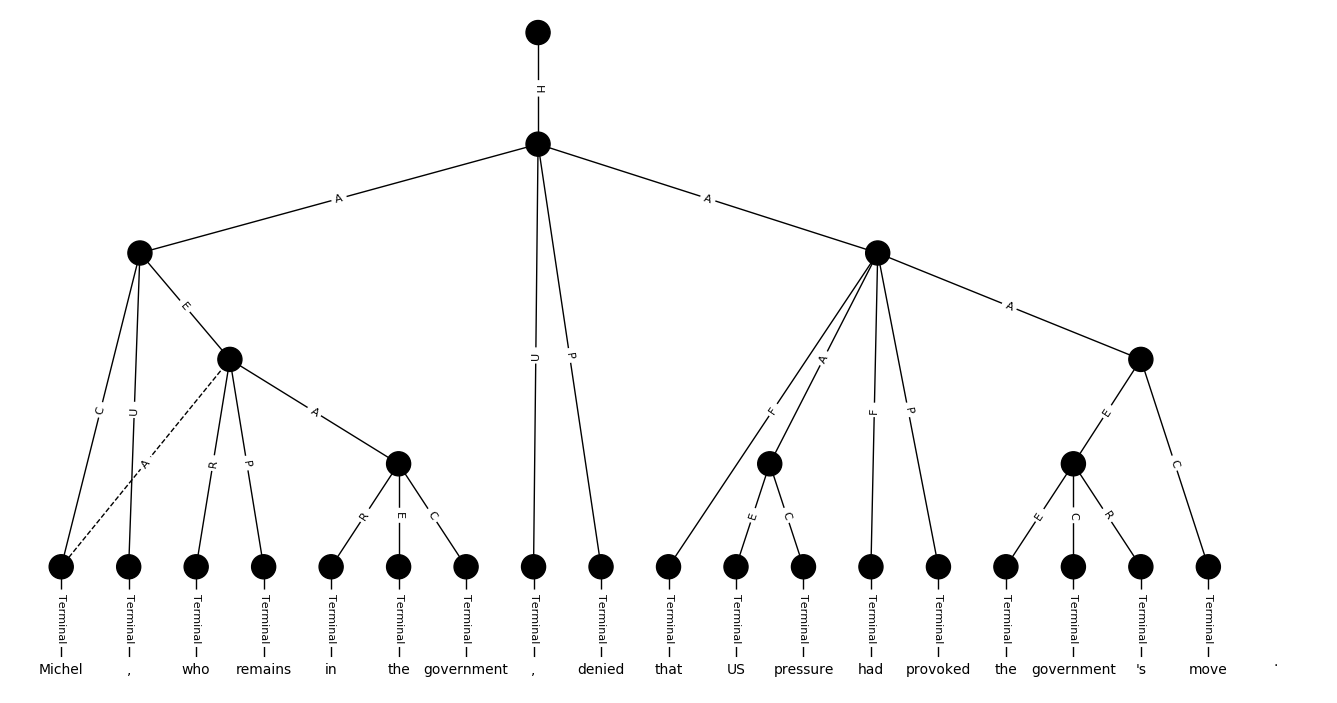 H
A A
E A
C U A R P A U P F A F P E C
R E C E C E C R
Terminal Terminal Terminal Terminal Terminal Terminal Terminal Terminal Terminal Terminal Terminal Terminal Terminal Terminal Terminal Terminal Terminal Terminal
Michel , who remains in the government , denied that US pressure had provoked the government 's move .